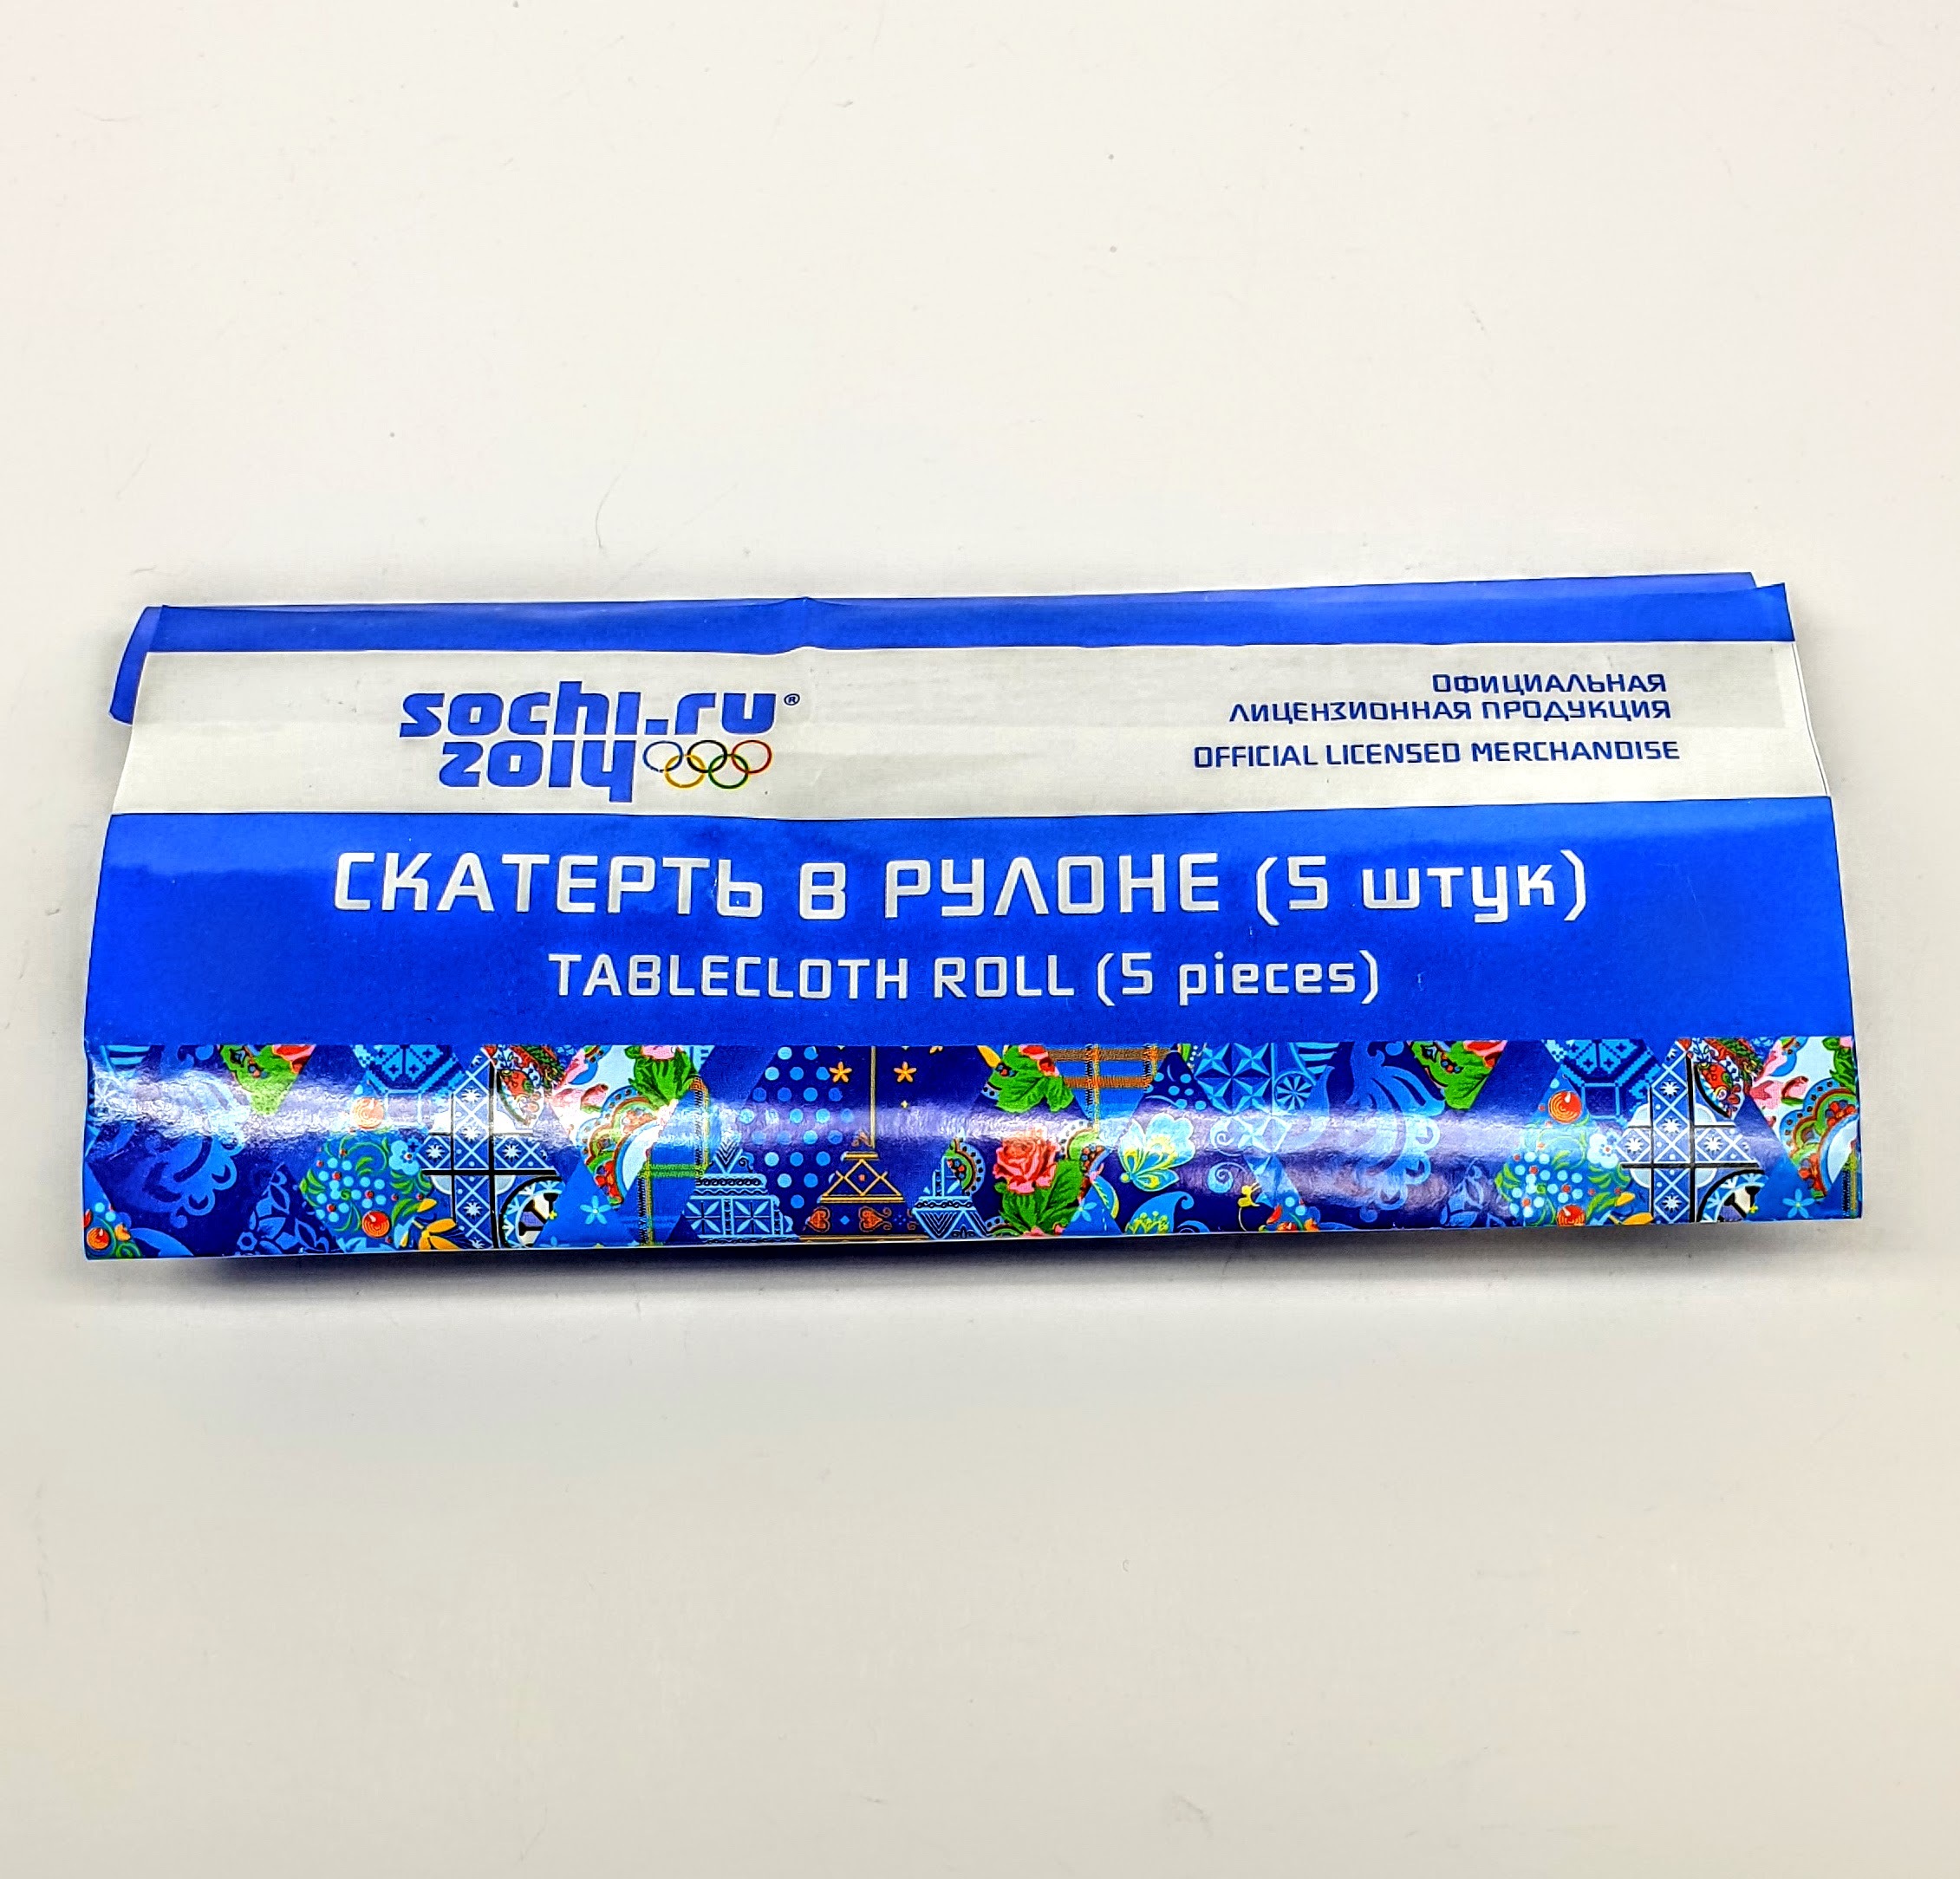 sochi.ru®
2014
ОФИЦИАЛЬНАЯ
ЛИЦЕНЗИОННАЯ ПРОДУКЦИЯ
OFFICIAL LICENSED MERCHANDISE
СКАТЕРТЬ В РУЛОНЕ (5 штук)
TABLECLOTH ROLL (5 pieces)